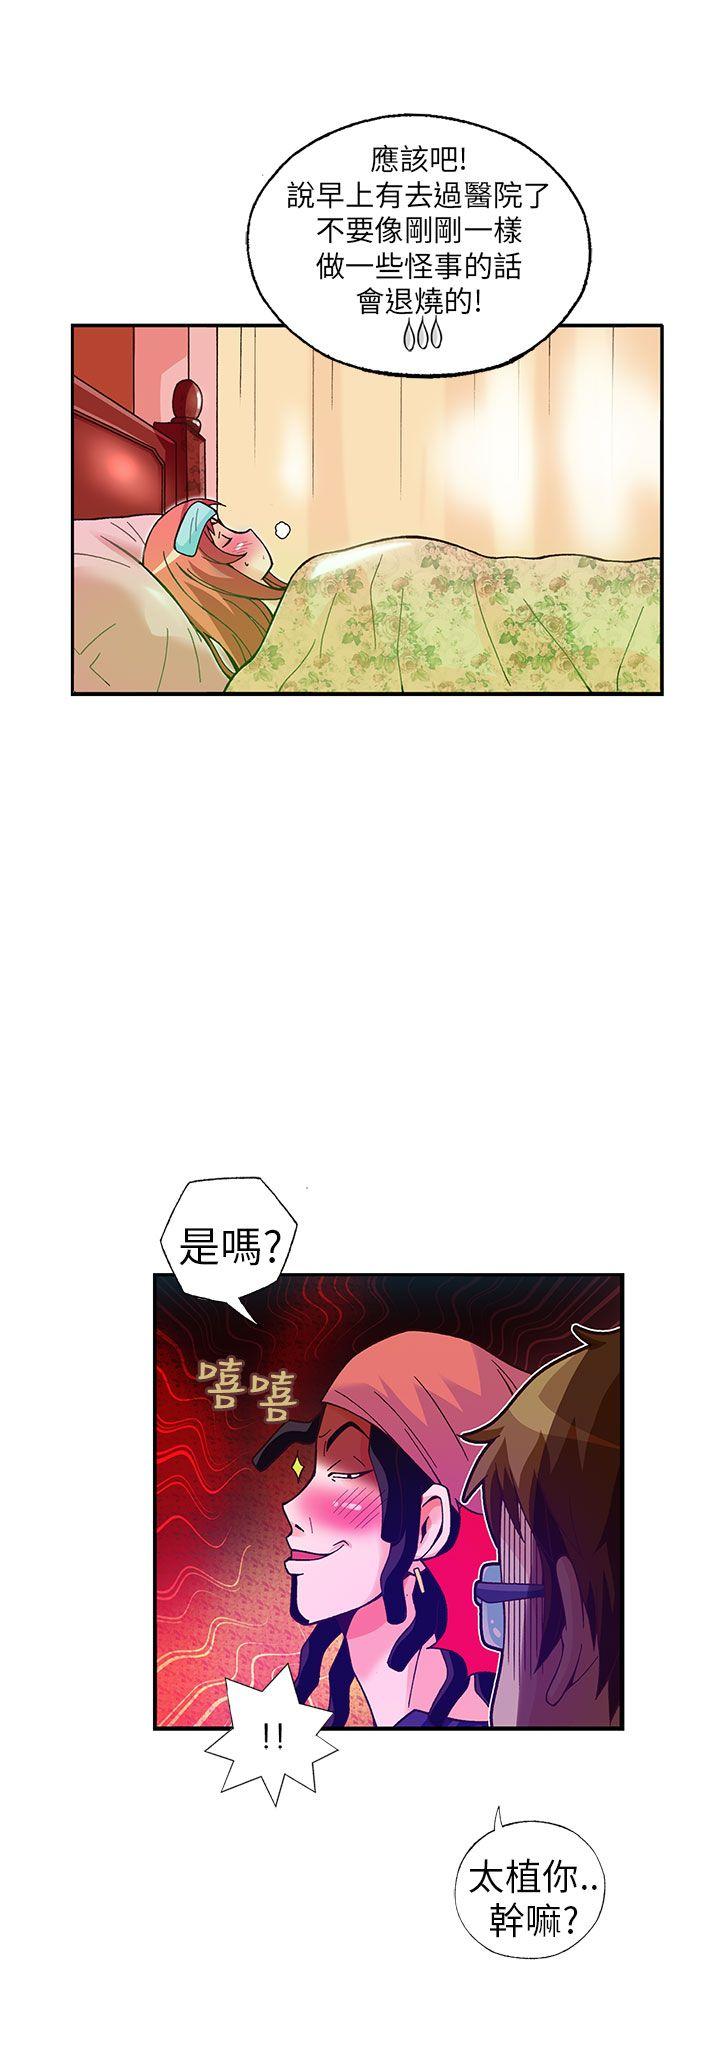 應該吧!
說早上有去過醫院了
不要像剛剛一樣
做一些怪事的話
會退燒的!
是嗎?
嘻嘻
!!
太植你..
幹嘛?